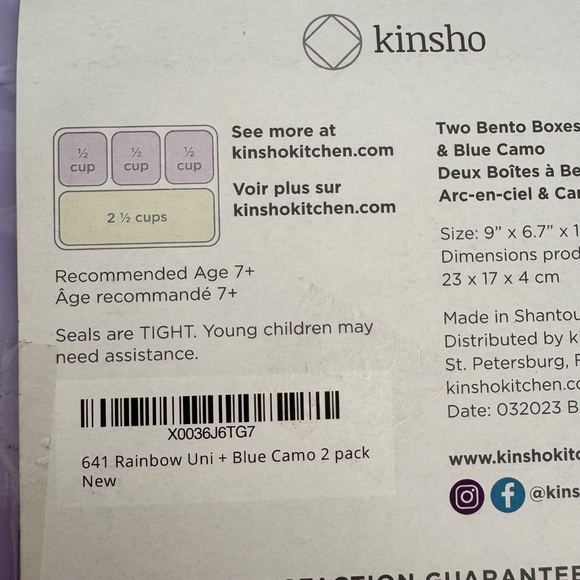 kinsho
½ cup
½ cup
½ cup
2 ½ cups
See more at
kinshokitchen.com
Voir plus sur
kinshokitchen.com
Recommended Age 7+
Âge recommandé 7+
Seals are TIGHT. Young children may
need assistance.
X0036J6TG7
641 Rainbow Uni + Blue Camo 2 pack
New
Two Bento Boxes
& Blue Camo
Deux Boîtes à Be
Arc-en-ciel & Ca
Size: 9” x 6.7” x 1
Dimensions prod
23 x 17 x 4 cm
Made in Shantou
Distributed by k
St. Petersburg, F
kinshokitchen.co
Date: 032023 B
www.kinshokitc
@kins
FACTION GUARANTEE